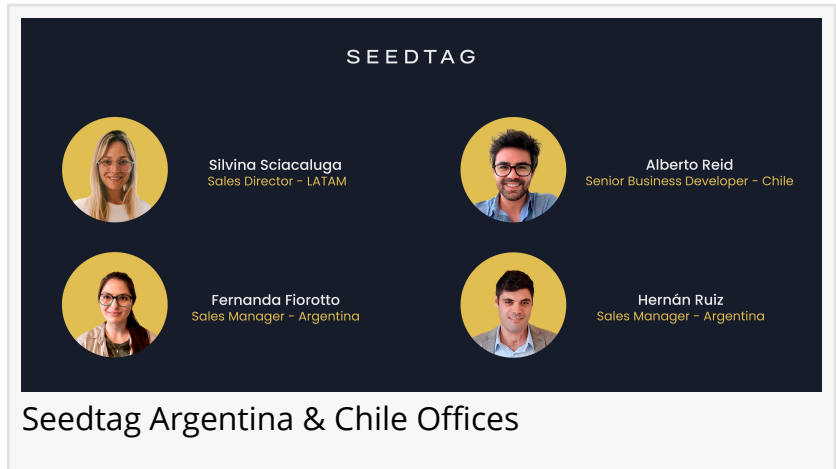 SEEDTAG
Silvina Sciacaluga
Sales Director - LATAM
Alberto Reid
Senior Business Developer - Chile
Fernanda Fiorotto
Sales Manager - Argentina
Hernán Ruiz
Sales Manager - Argentina
Seedtag Argentina & Chile Offices